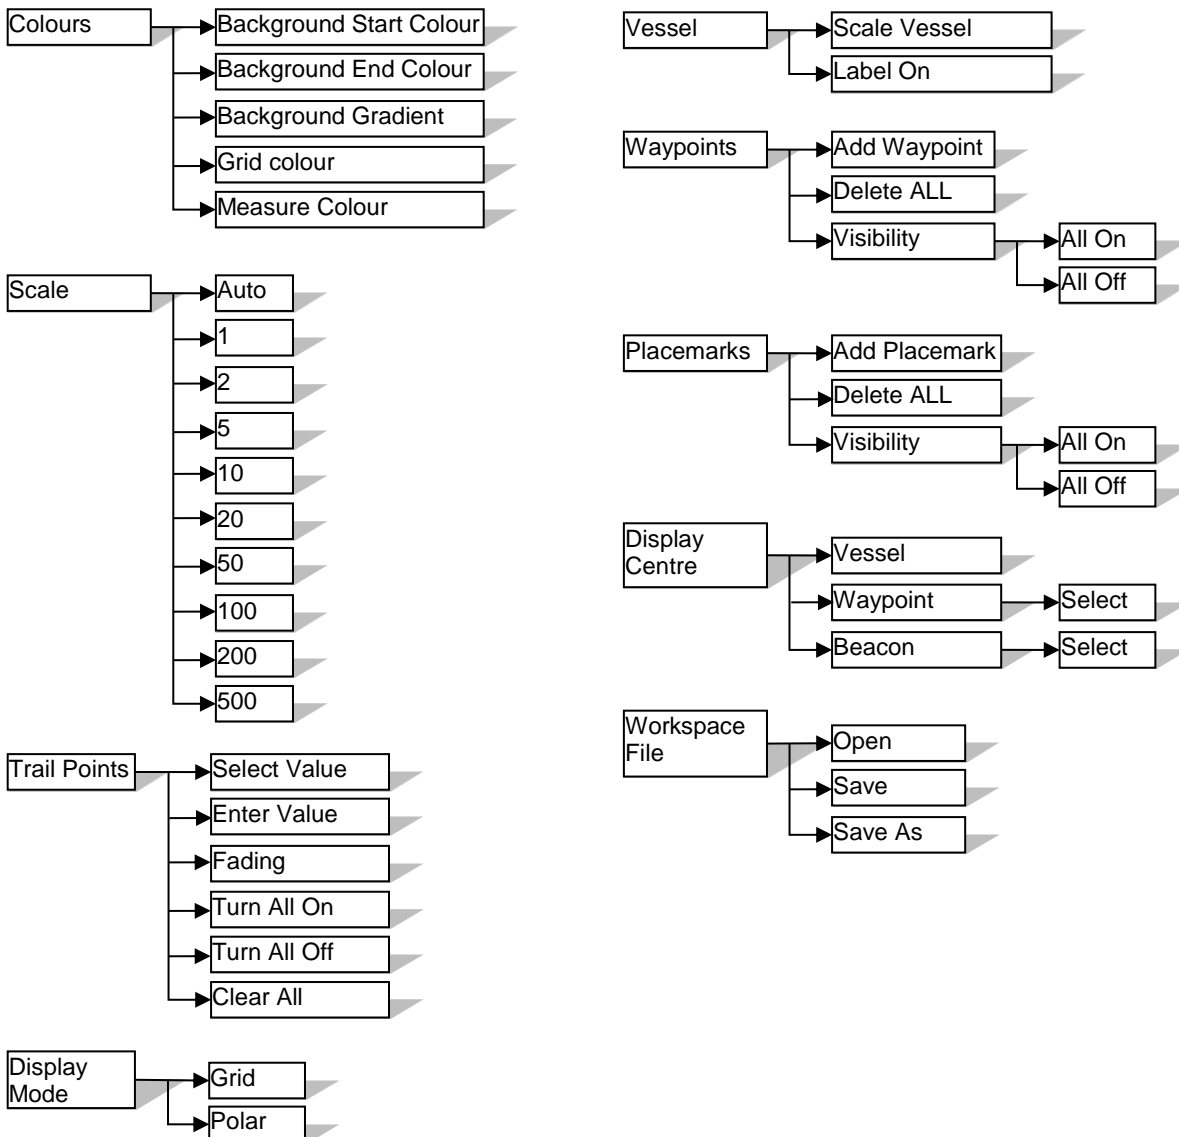 Colours
Background Start Colour
Background End Colour
Background Gradient
Grid colour
Measure Colour
Scale
Auto
1
2
5
10
20
50
100
200
500
Trail Points
Select Value
Enter Value
Fading
Turn All On
Turn All Off
Clear All
Display
Mode
Grid
Polar
Vessel
Scale Vessel
Label On
Waypoints
Add Waypoint
Delete ALL
Visibility
All On
All Off
Placemarks
Add Placemark
Delete ALL
Visibility
All On
All Off
Display
Centre
Vessel
Waypoint
Select
Beacon
Select
Workspace
File
Open
Save
Save As